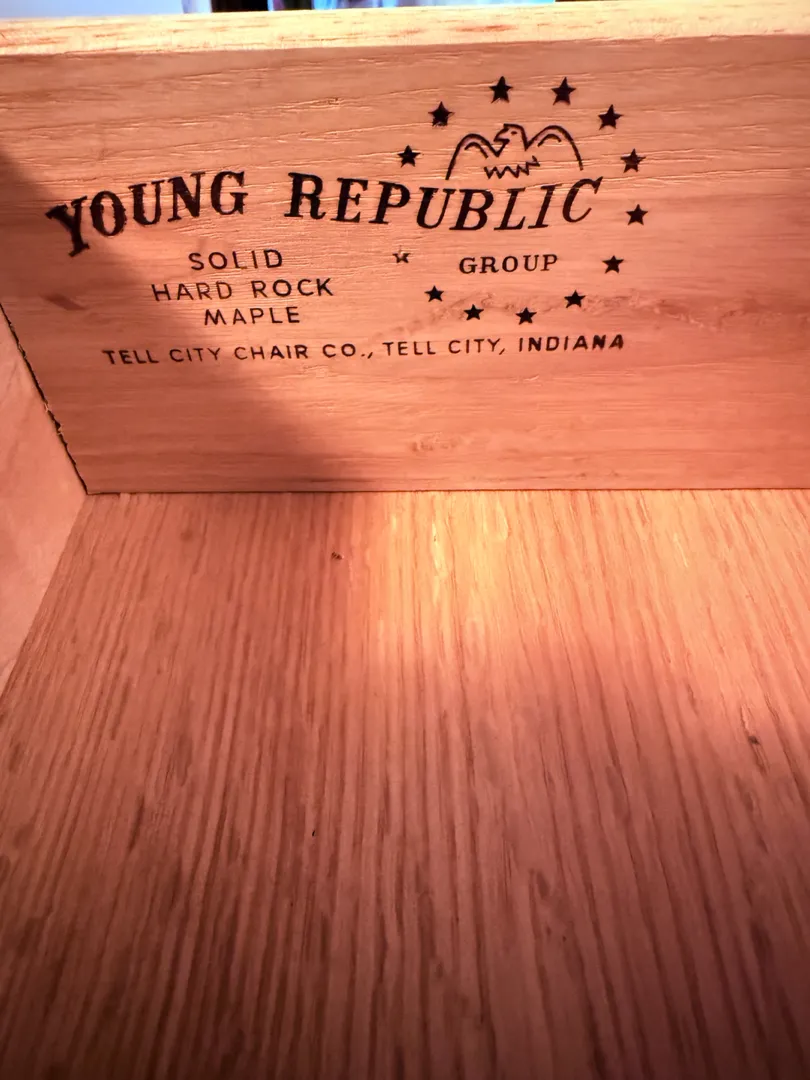 YOUNG REPUBLIC
SOLID
HARD ROCK
MAPLE
GROUP
TELL CITY CHAIR CO., TELL CITY, INDIANA